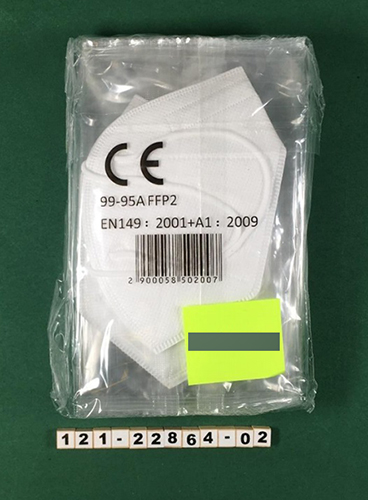 CE
99-95A FFP2
EN149 : 2001+A1 : 2009
2 900058 502007
121-22864-02